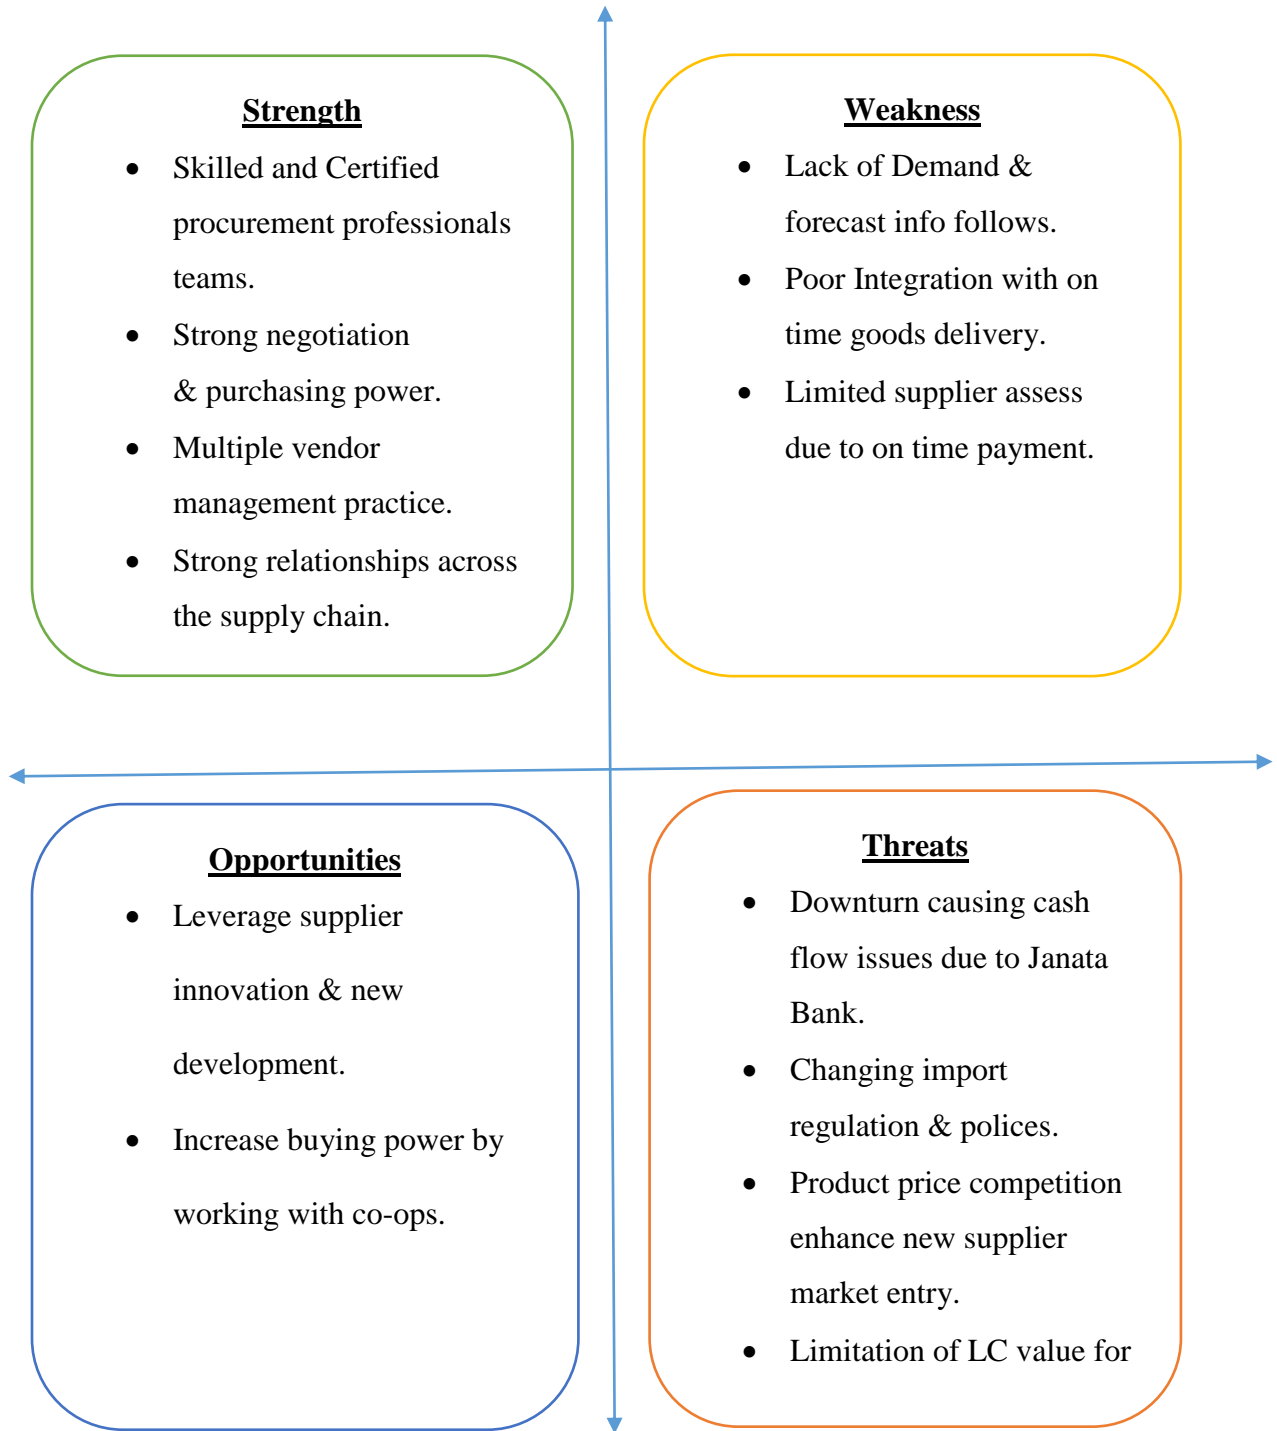 Strength
• Skilled and Certified
procurement professionals
teams.
• Strong negotiation
& purchasing power.
• Multiple vendor
management practice.
• Strong relationships across
the supply chain.
Weakness
• Lack of Demand &
forecast info follows.
• Poor Integration with on
time goods delivery.
• Limited supplier assess
due to on time payment.
Opportunities
• Leverage supplier
innovation & new
development.
• Increase buying power by
working with co-ops.
Threats
• Downturn causing cash
flow issues due to Janata
Bank.
• Changing import
regulation & polices.
• Product price competition
enhance new supplier
market entry.
• Limitation of LC value for